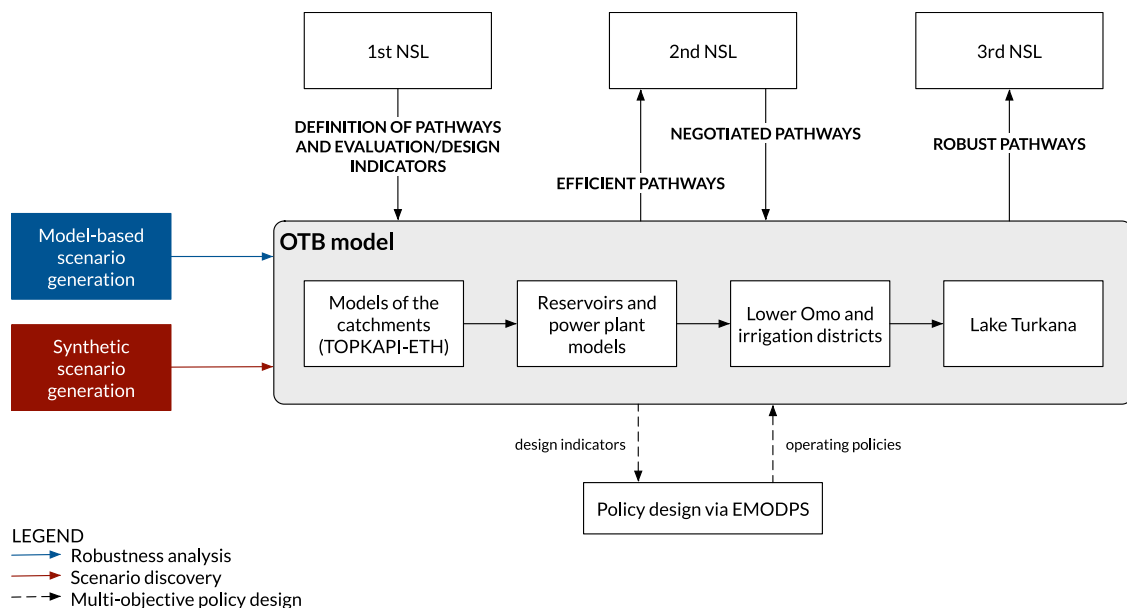 1st NSL
2nd NSL
3rd NSL
DEFINITION OF PATHWAYS
AND EVALUATION/DESIGN
INDICATORS
EFFICIENT PATHWAYS
NEGOTIATED PATHWAYS
ROBUST PATHWAYS
Model-based
scenario
generation
Synthetic
scenario
generation
OTB model
Models of the
catchments
(TOPKAPI-ETH)
Reservoirs and
power plant
models
Lower Omo and
irrigation districts
Lake Turkana
design indicators
operating policies
Policy design via EMODPS
LEGEND
Robustness analysis
Scenario discovery
Multi-objective policy design